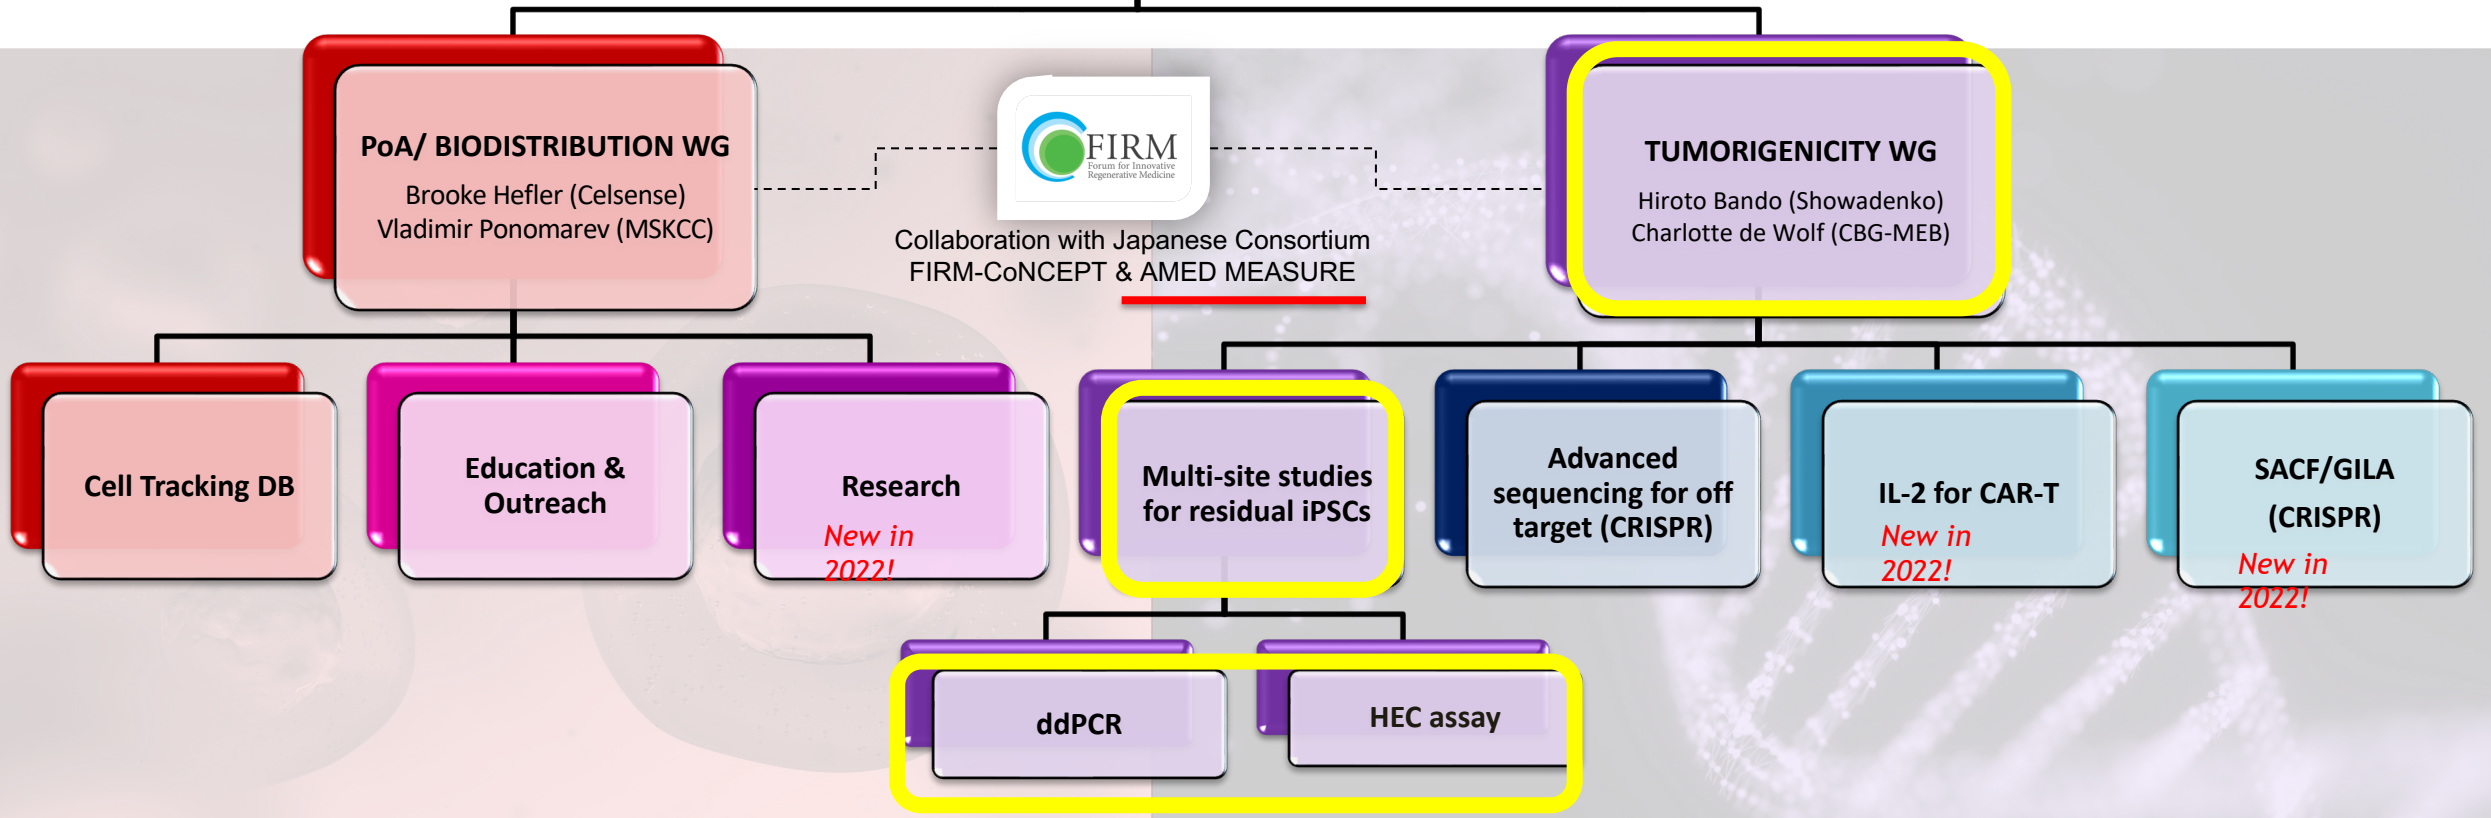 PoA/ BIODISTRIBUTION WG
Brooke Hefler (Celsense)
Vladimir Ponomarev (MSKCC)
FIRM
Forum for Innovative
Regenerative Medicine
Collaboration with Japanese Consortium
FIRM-CoNCEPT & AMED MEASURE
TUMORIGENICITY WG
Hiroto Bando (Showadenko)
Charlotte de Wolf (CBG-MEB)
Cell Tracking DB
Education &
Outreach
Research
New in
2022!
Multi-site studies
for residual iPSCs
Advanced
sequencing for off
target (CRISPR)
IL-2 for CAR-T
New in
2022!
SACF/GILA
(CRISPR)
New in
2022!
ddPCR
HEC assay